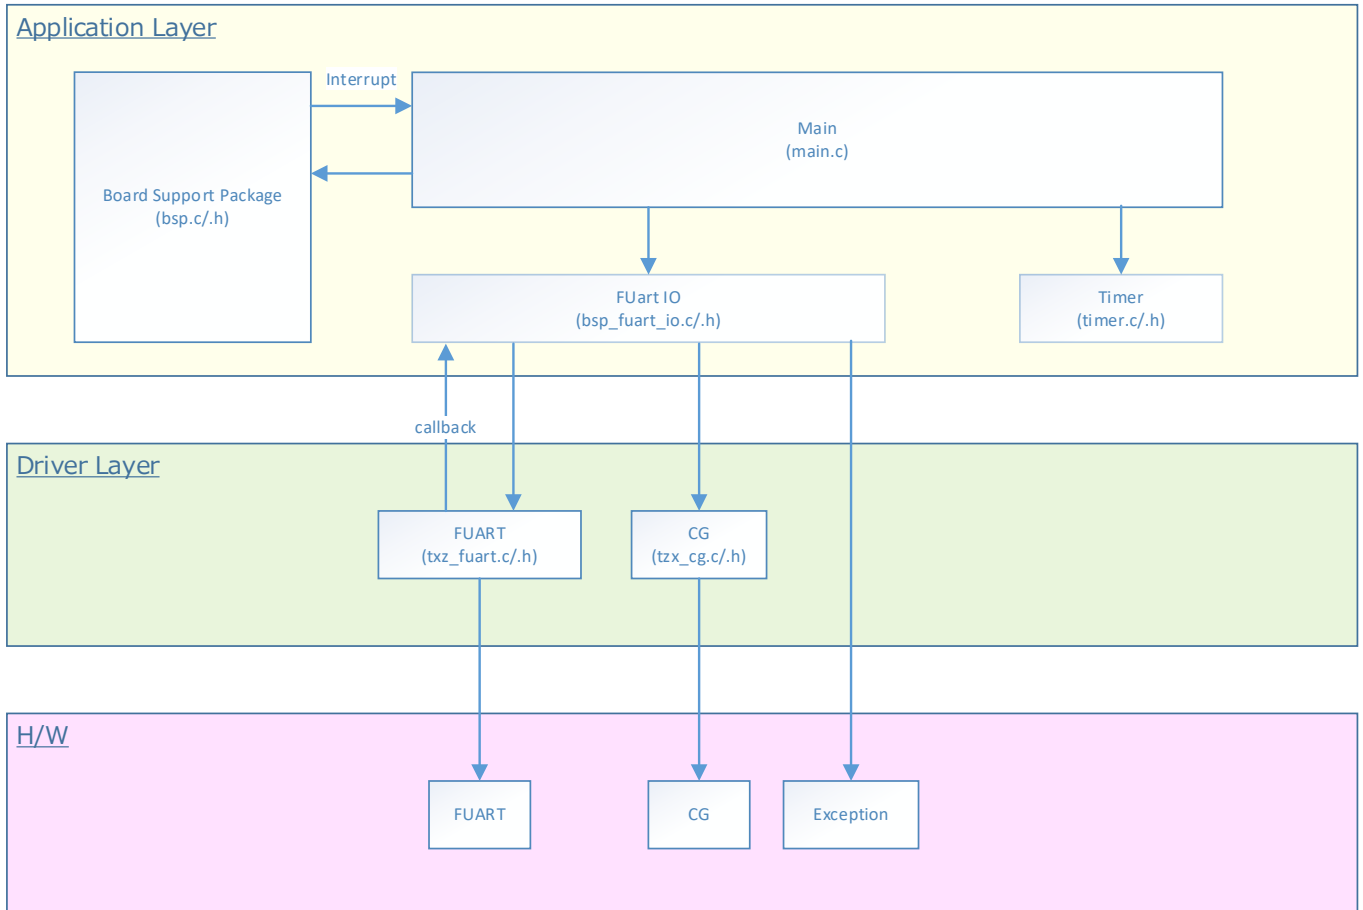 Application Layer
Interrupt
Main
(main.c)
Board Support Package
(bsp.c/.h)
FUart IO
(bsp_fuart_io.c/.h)
Timer
(timer.c/.h)
callback
Driver Layer
FUART
(txz_fuart.c/.h)
CG
(tzx_cg.c/.h)
H/W
FUART
CG
Exception